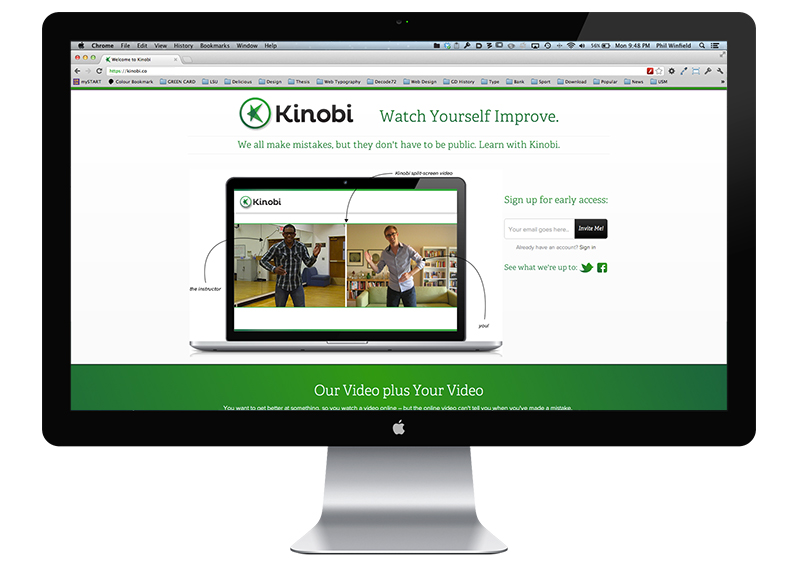 Chrome File Edit View History Bookmarks Window Help 56% Mon 9:48 PM Phil Winfield
Welcome to Kinobi
https://kinobi.co
mySTART Colour Bookmark GREEN CARD LSU Delicious Design Thesis Web Typography Decode72 Web Design GD History Type Bank Sport Download Popular News USM
Kinobi Watch Yourself Improve.
We all make mistakes, but they don't have to be public. Learn with Kinobi.
Kinobi split-screen video
Kinobi
the instructor
you!
Sign up for early access:
Your email goes here.. Invite Me!
Already have an account? Sign in
See what we're up to:
Our Video plus Your Video
You want to get better at something, so you watch a video online – but the online video can't tell you when you've made a mistake.